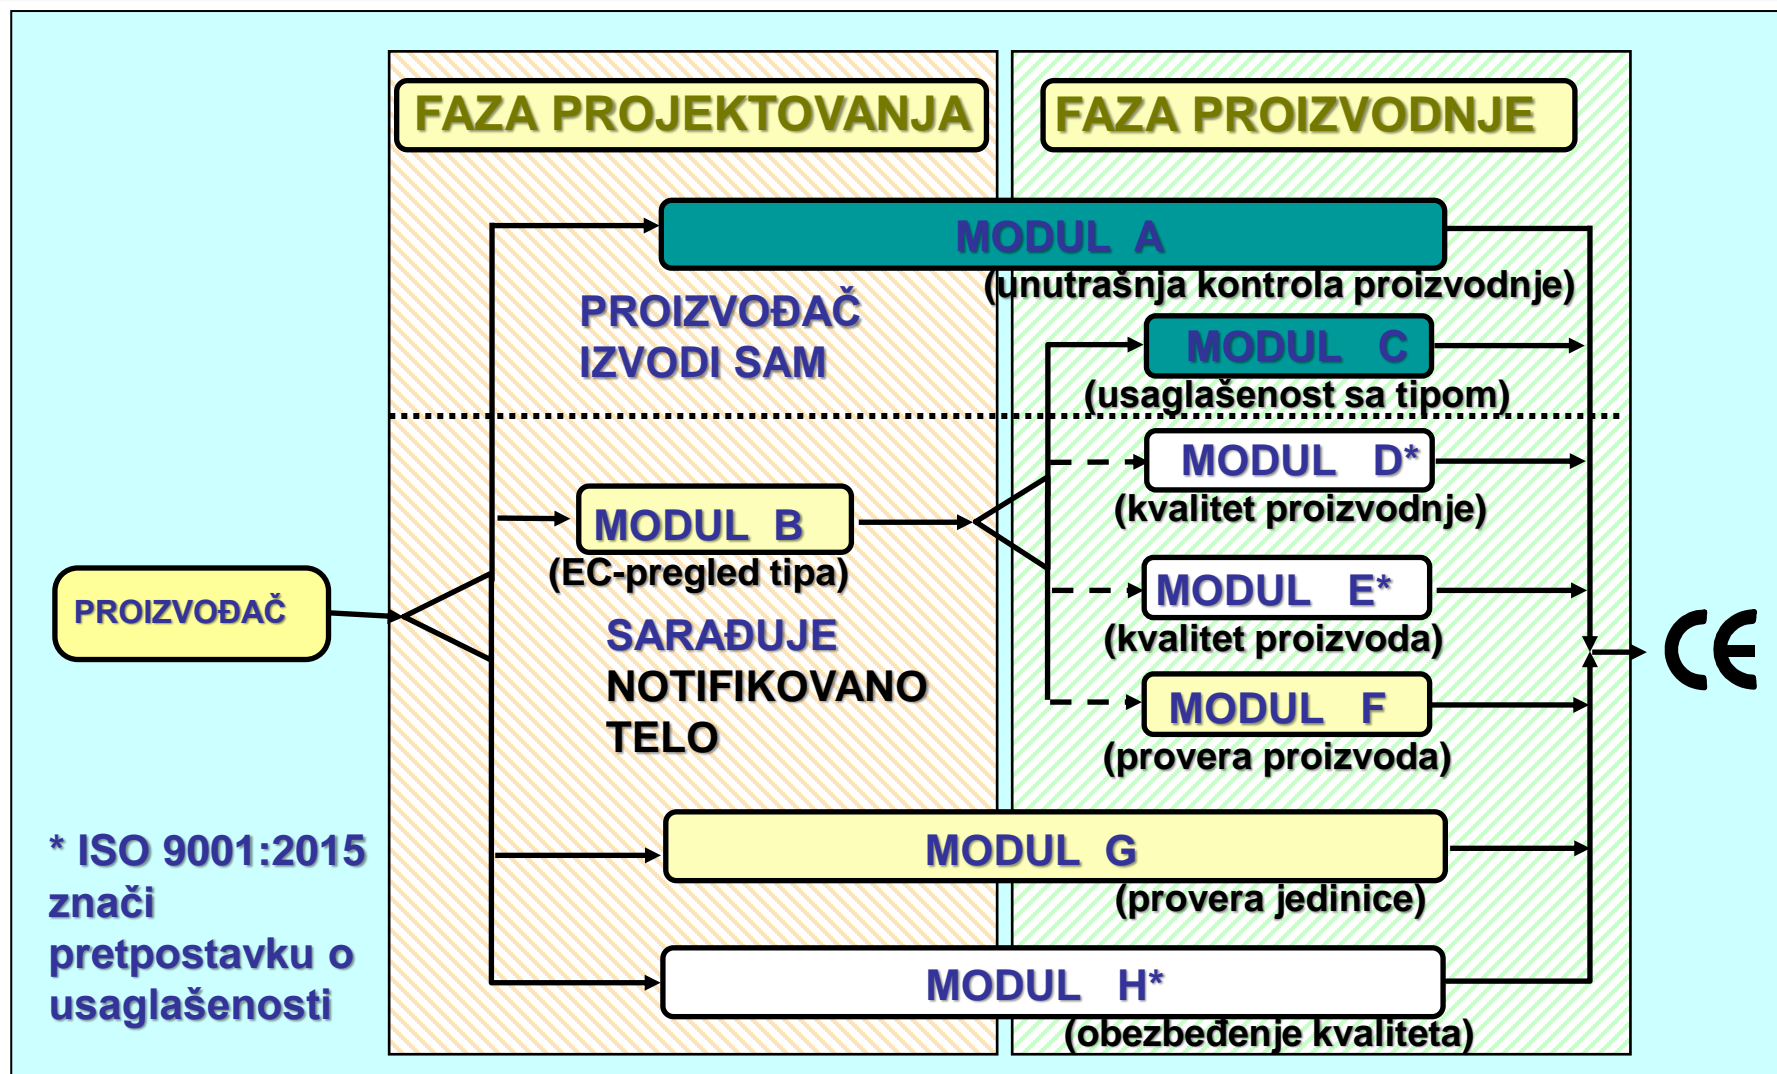 FAZA PROJEKTOVANJA
FAZA PROIZVODNJE
MODUL A
(unutrašnja kontrola proizvodnje)
PROIZVOĐAČ
IZVODI SAM
MODUL C
(usaglašenost sa tipom)
MODUL D*
(kvalitet proizvodnje)
MODUL B
(EC-pregled tipa)
MODUL E*
(kvalitet proizvoda)
PROIZVOĐAČ
SARAĐUJE
NOTIFIKOVANO
TELO
CE
MODUL F
(provera proizvoda)
MODUL G
(provera jedinice)
* ISO 9001:2015
znači
pretpostavku o
usaglašenosti
MODUL H*
(obezbeđenje kvaliteta)